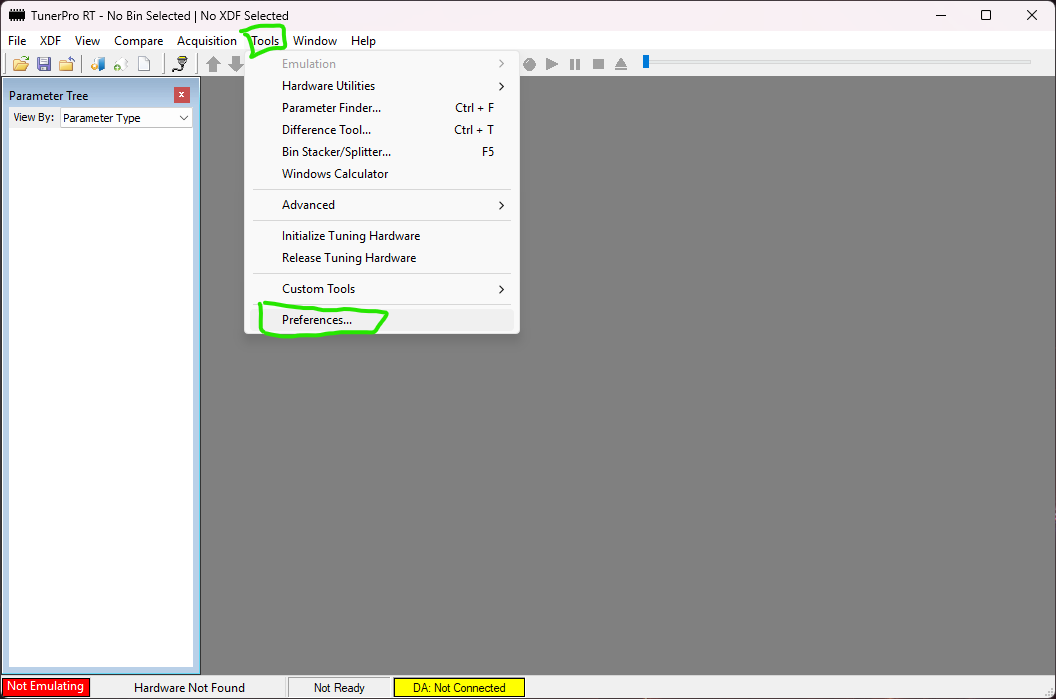 TunerPro RT - No Bin Selected | No XDF Selected
File XDF View Compare Acquisition Tools Window Help
Parameter Tree
View By: Parameter Type
Emulation
Hardware Utilities
Parameter Finder... Ctrl + F
Difference Tool... Ctrl + T
Bin Stacker/Splitter... F5
Windows Calculator
Advanced
Initialize Tuning Hardware
Release Tuning Hardware
Custom Tools
Preferences...
Not Emulating Hardware Not Found Not Ready DA: Not Connected